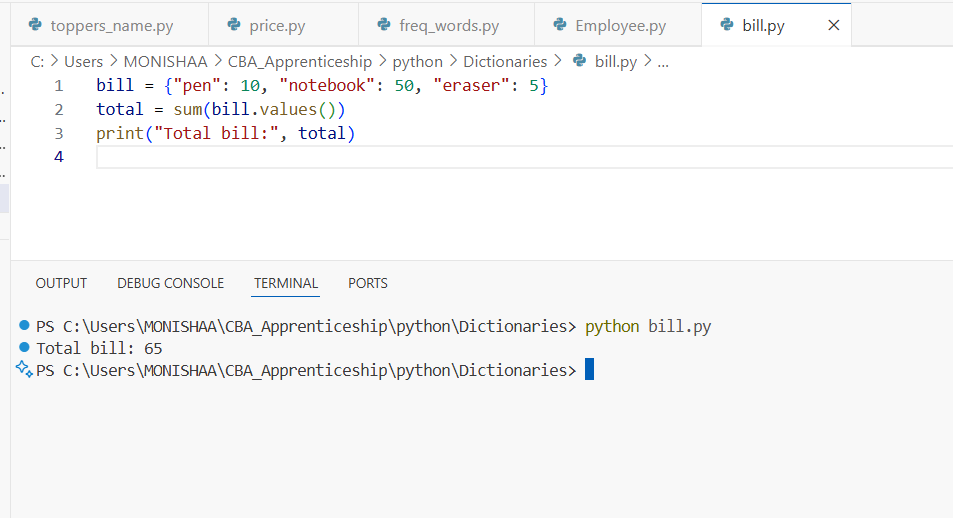 toppers_name.py price.py freq_words.py Employee.py bill.py
C: > Users > MONISHAA > CBA_Apprenticeship > python > Dictionaries > bill.py > ...
1 bill = {"pen": 10, "notebook": 50, "eraser": 5}
2 total = sum(bill.values())
3 print("Total bill:", total)
4
OUTPUT DEBUG CONSOLE TERMINAL PORTS
PS C:\Users\MONISHAA\CBA_Apprenticeship\python\Dictionaries> python bill.py
Total bill: 65
PS C:\Users\MONISHAA\CBA_Apprenticeship\python\Dictionaries>